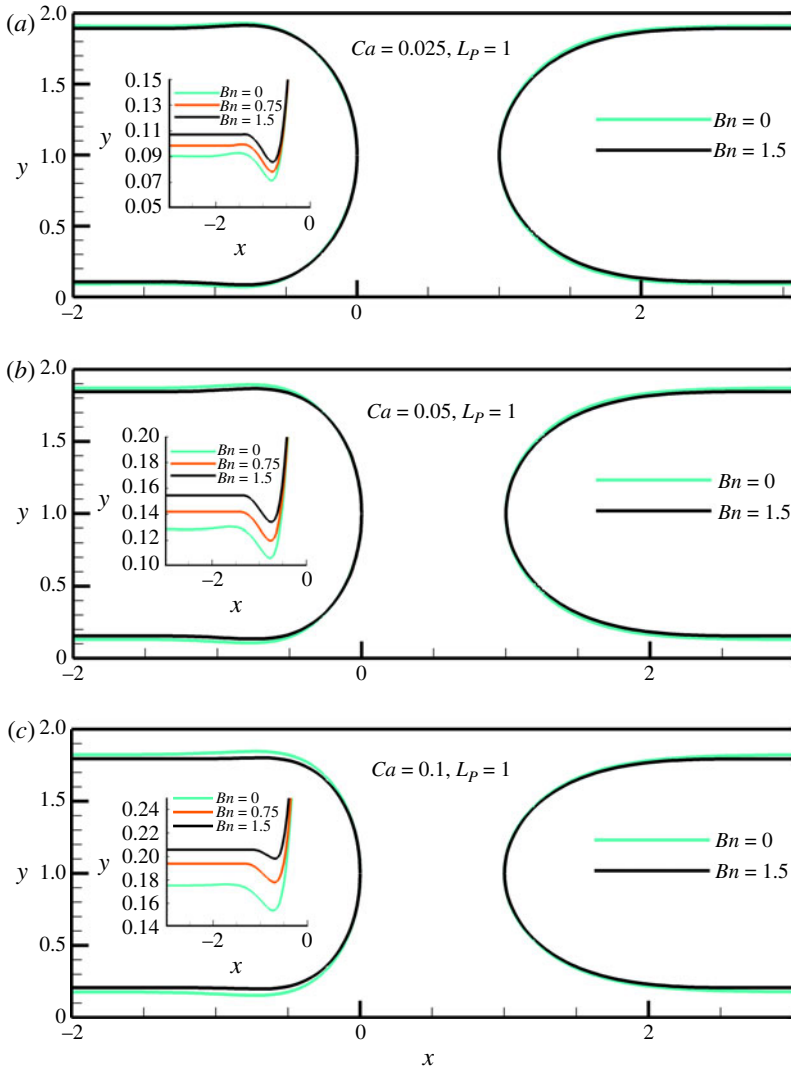 (a)
2.0
1.5
y 1.0
0.5
0
−2
0
2
Ca = 0.025, L_P = 1
0.15
0.13
0.11
0.09
0.07
0.05
y
Bn = 0
Bn = 0.75
Bn = 1.5
−2
0
x
Bn = 0
Bn = 1.5
(b)
2.0
1.5
y 1.0
0.5
0
−2
0
2
Ca = 0.05, L_P = 1
0.20
0.18
0.16
0.14
0.12
0.10
y
Bn = 0
Bn = 0.75
Bn = 1.5
−2
0
x
Bn = 0
Bn = 1.5
(c)
2.0
1.5
y 1.0
0.5
0
−2
0
2
x
Ca = 0.1, L_P = 1
0.24
0.22
0.20
0.18
0.16
0.14
y
Bn = 0
Bn = 0.75
Bn = 1.5
−2
0
x
Bn = 0
Bn = 1.5